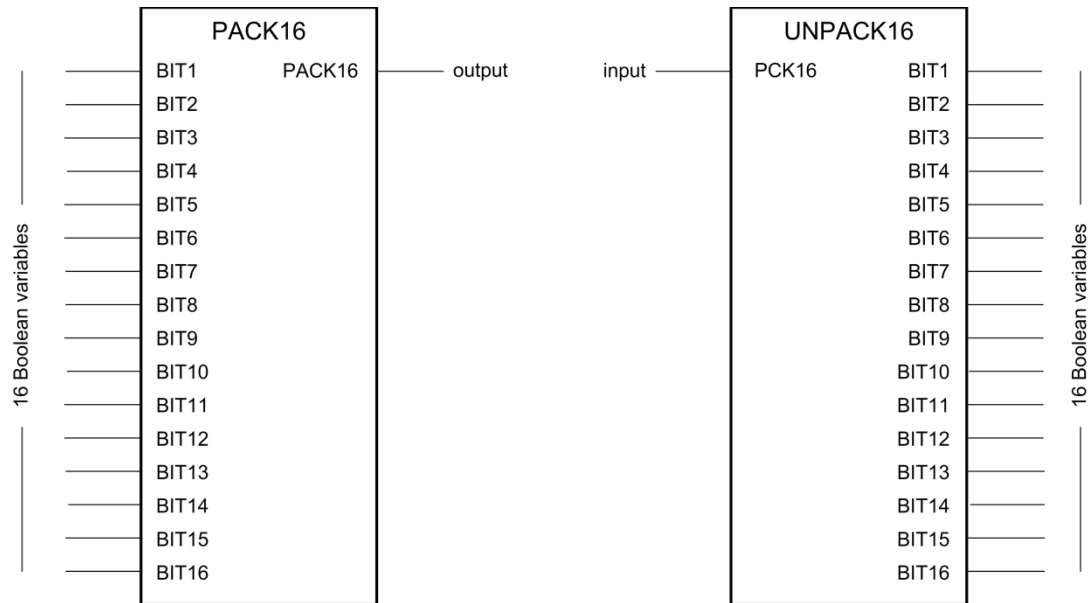 PACK16
BIT1 PACK16 output
BIT2
BIT3
BIT4
BIT5
BIT6
BIT7
BIT8
BIT9
BIT10
BIT11
BIT12
BIT13
BIT14
BIT15
BIT16
16 Boolean variables
UNPACK16
input PCK16 BIT1
BIT2
BIT3
BIT4
BIT5
BIT6
BIT7
BIT8
BIT9
BIT10
BIT11
BIT12
BIT13
BIT14
BIT15
BIT16
16 Boolean variables